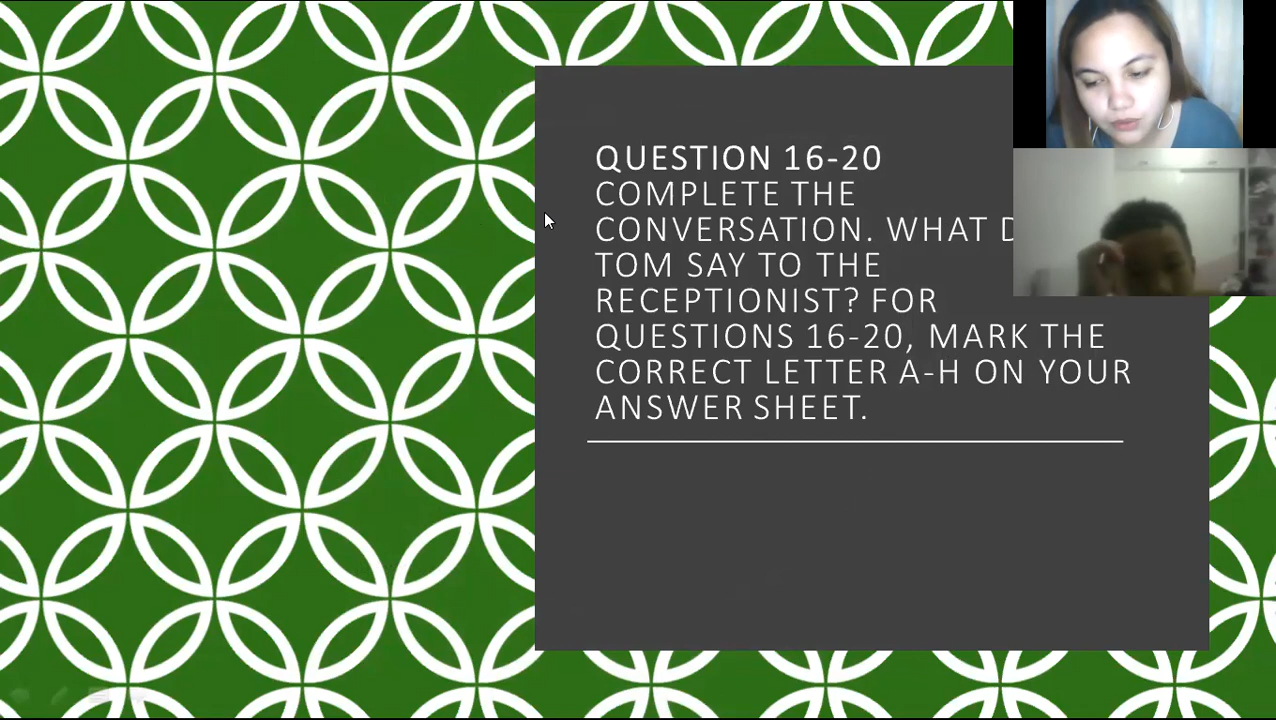 QUESTION 16-20
COMPLETE THE
CONVERSATION. WHAT
TOM SAY TO THE
RECEPTIONIST? FOR
QUESTIONS 16-20, MARK THE
CORRECT LETTER A-H ON YOUR
ANSWER SHEET.